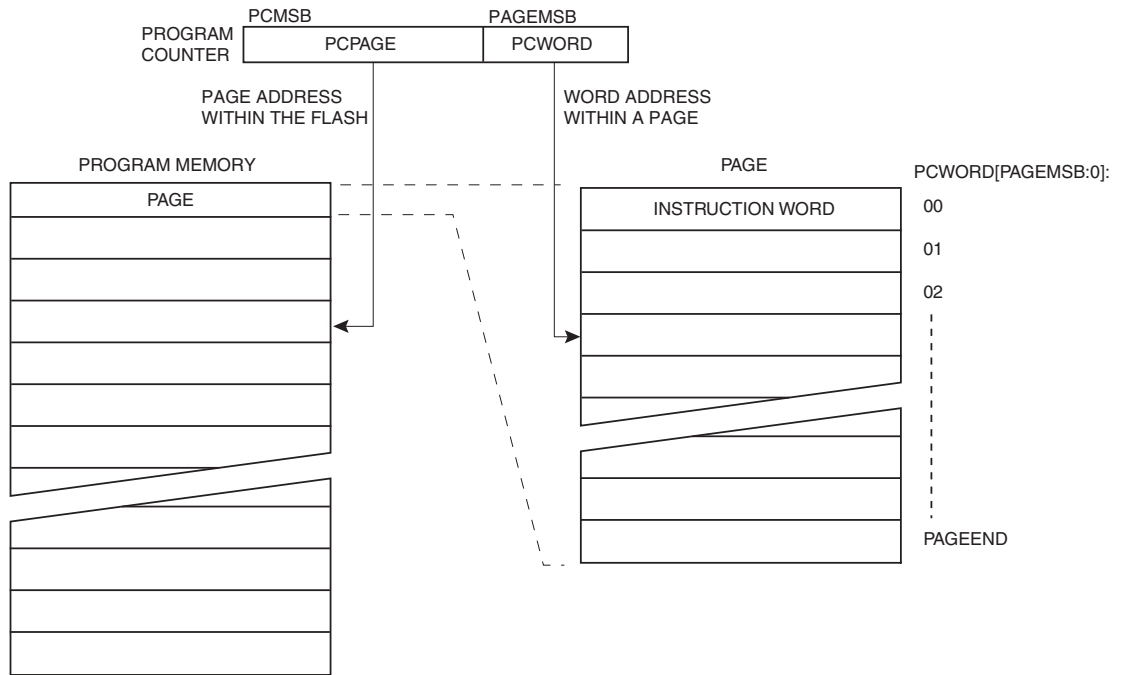 PCMSB
PAGEMSB
PROGRAM
COUNTER
PCPAGE
PCWORD
PAGE ADDRESS
WITHIN THE FLASH
WORD ADDRESS
WITHIN A PAGE
PROGRAM MEMORY
PAGE
PAGE
INSTRUCTION WORD
PCWORD[PAGEMSB:0]:
00
01
02
PAGEEND